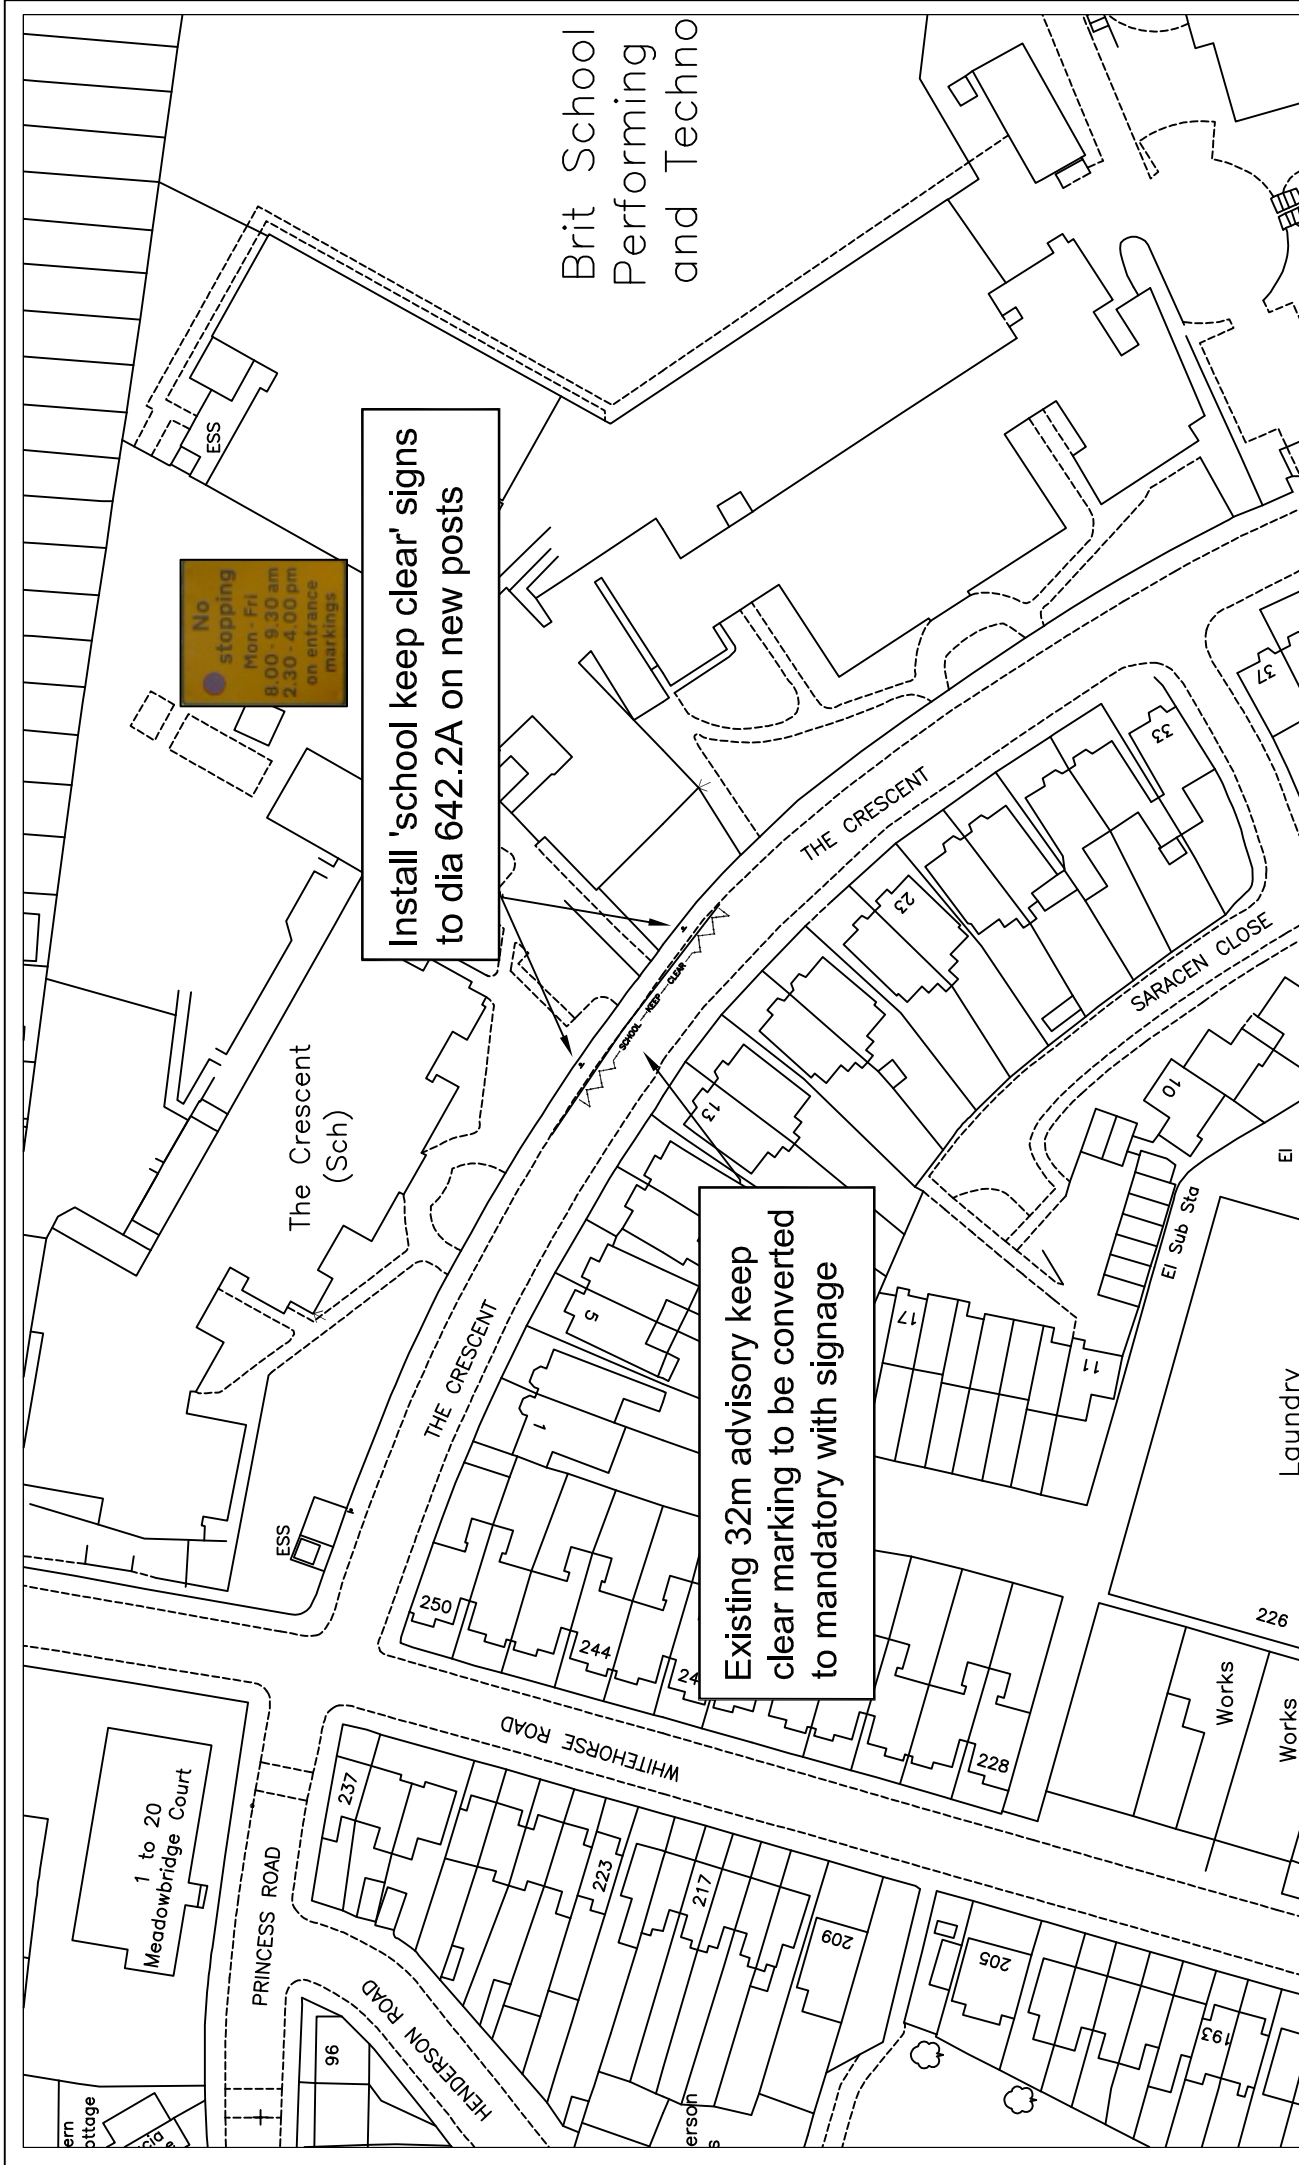 Brit School
Performing
and Techno
No
stopping
Mon - Fri
8.00 - 9.30 am
2.30 - 4.00 pm
on entrance
markings
Install 'school keep clear' signs
to dia 642.2A on new posts
ESS
The Crescent
(Sch)
SCHOOL KEEP CLEAR
THE CRESCENT
THE CRESCENT
37
33
23
13
5
1
SARACEN CLOSE
10
El Sub Sta
El
17
11
Laundry
Existing 32m advisory keep
clear marking to be converted
to mandatory with signage
ESS
250
244
24
228
226
Works
Works
WHITEHORSE ROAD
1 to 20
Meadowbridge Court
PRINCESS ROAD
HENDERSON ROAD
237
223
217
209
205
193
96
ern
ottage
cia
erson
s